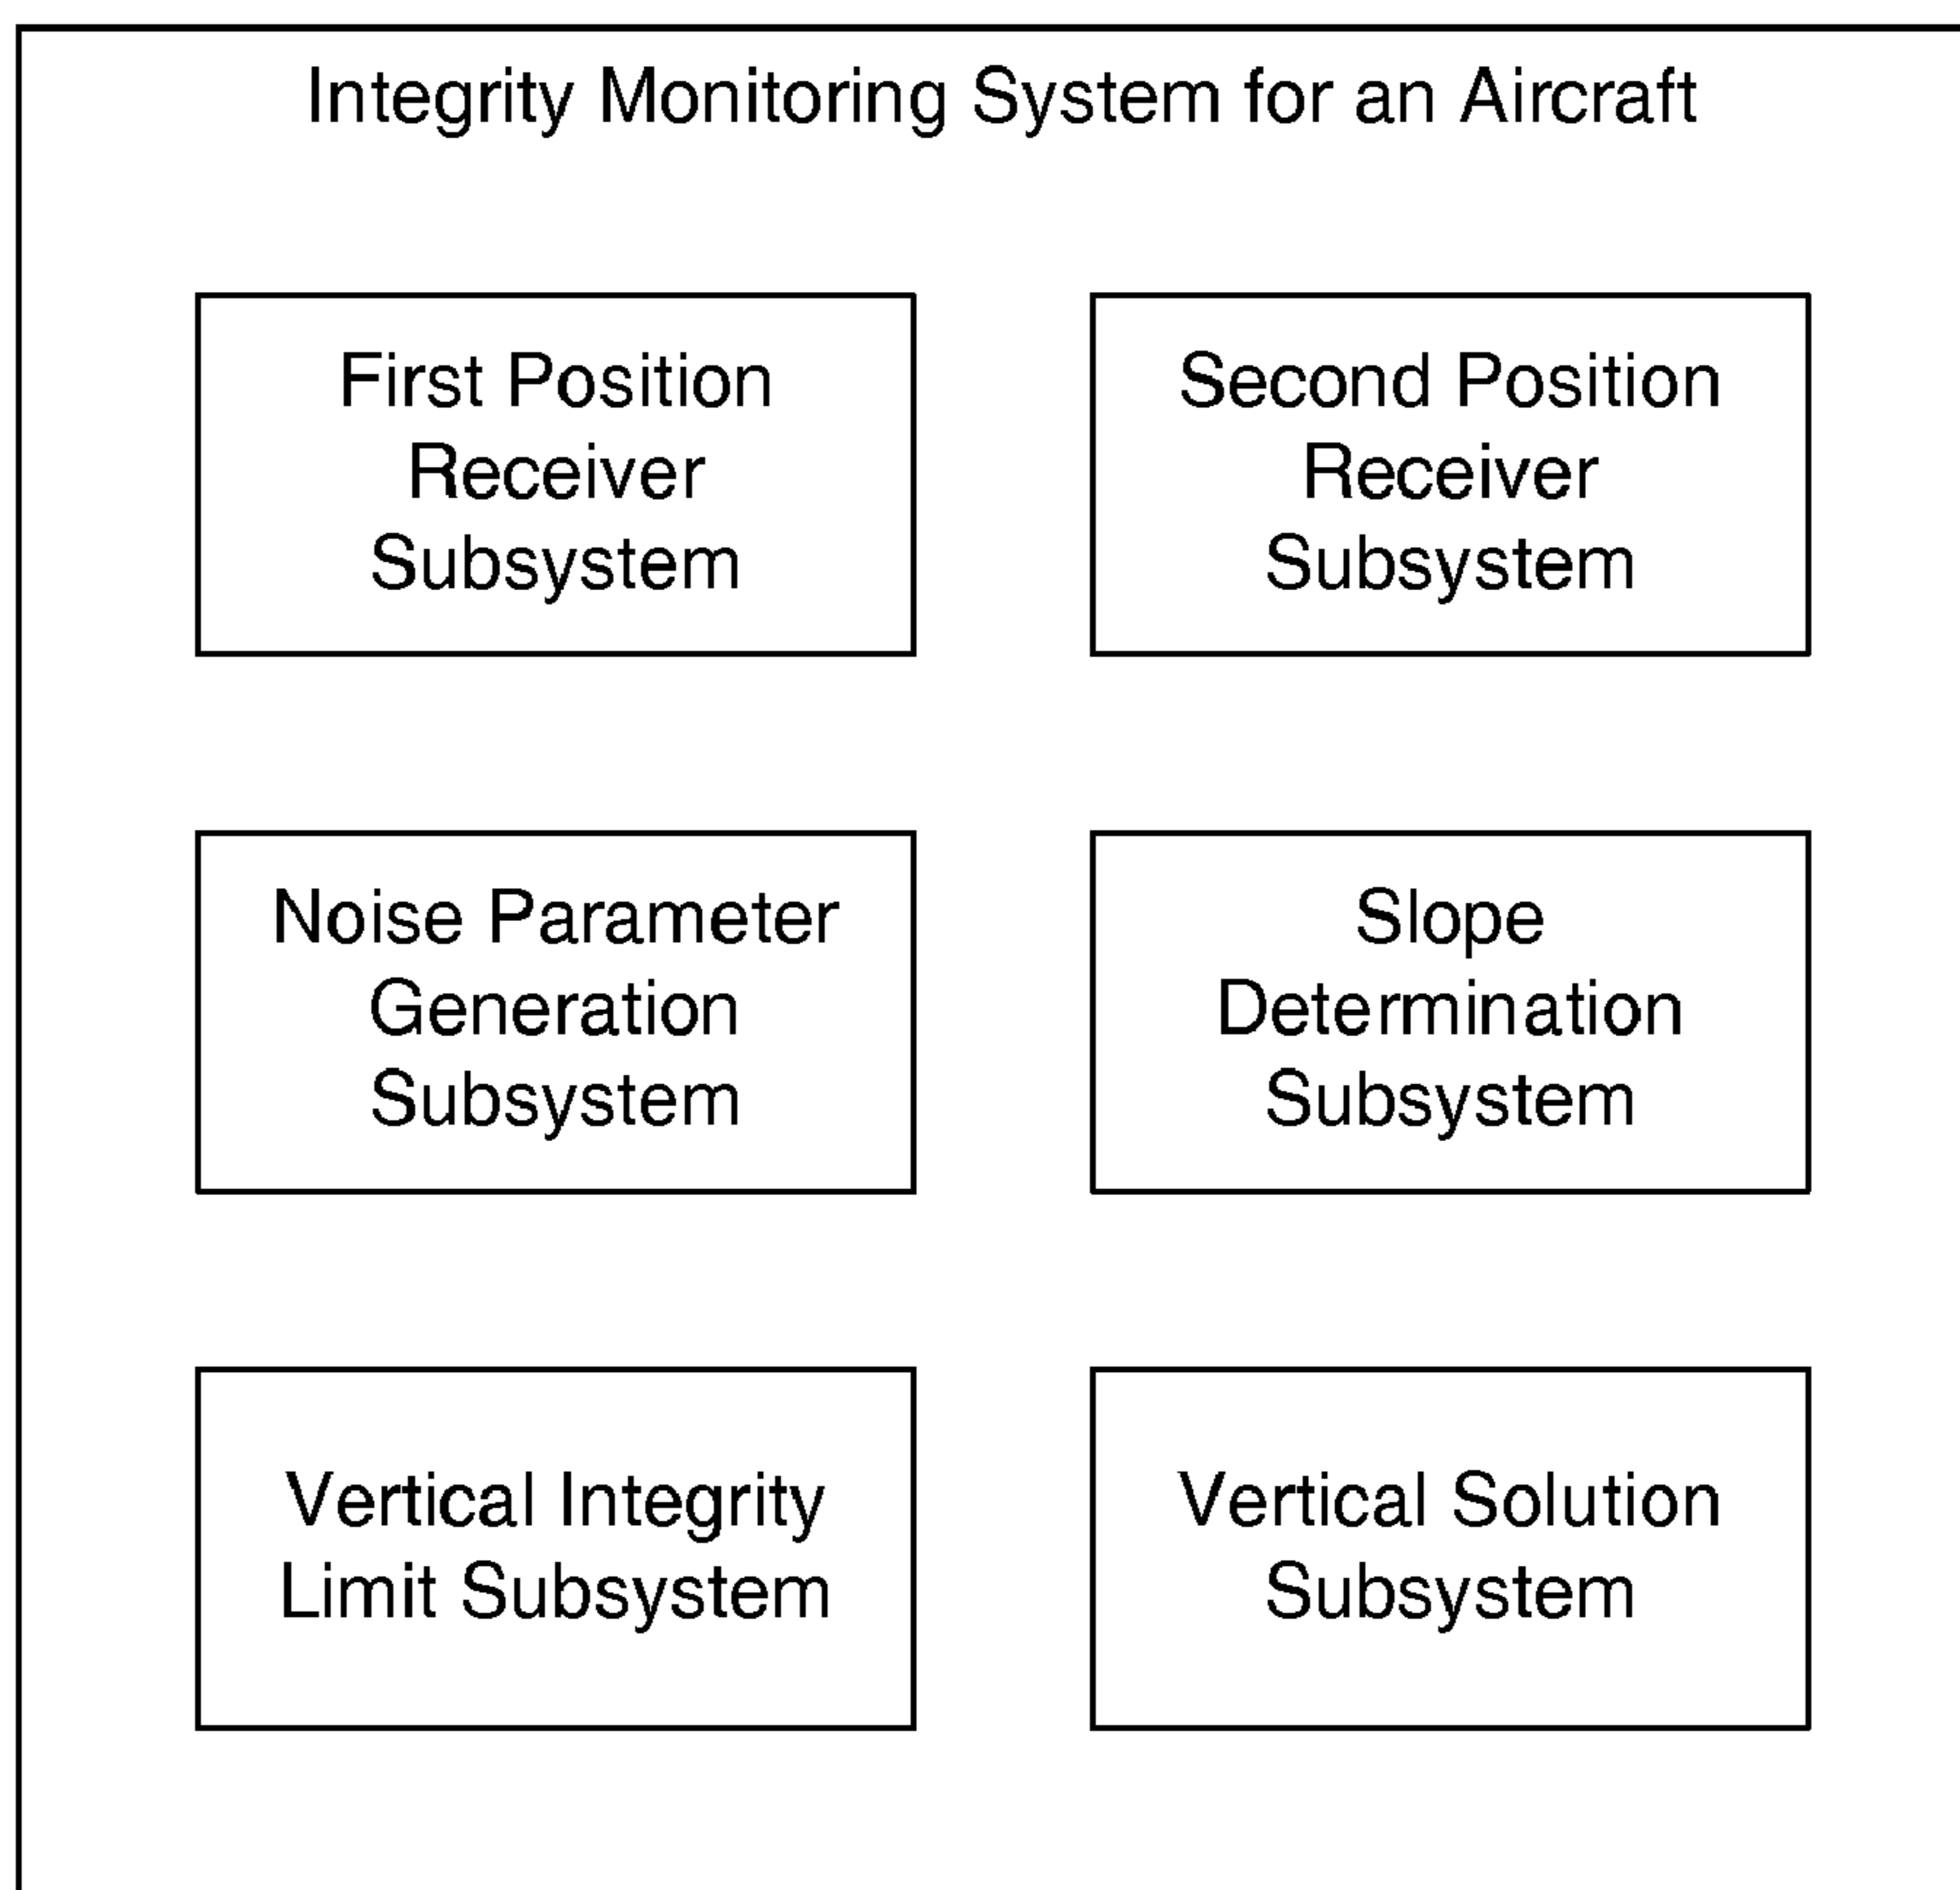 Integrity Monitoring System for an Aircraft
First Position
Receiver
Subsystem
Second Position
Receiver
Subsystem
Noise Parameter
Generation
Subsystem
Slope
Determination
Subsystem
Vertical Integrity
Limit Subsystem
Vertical Solution
Subsystem